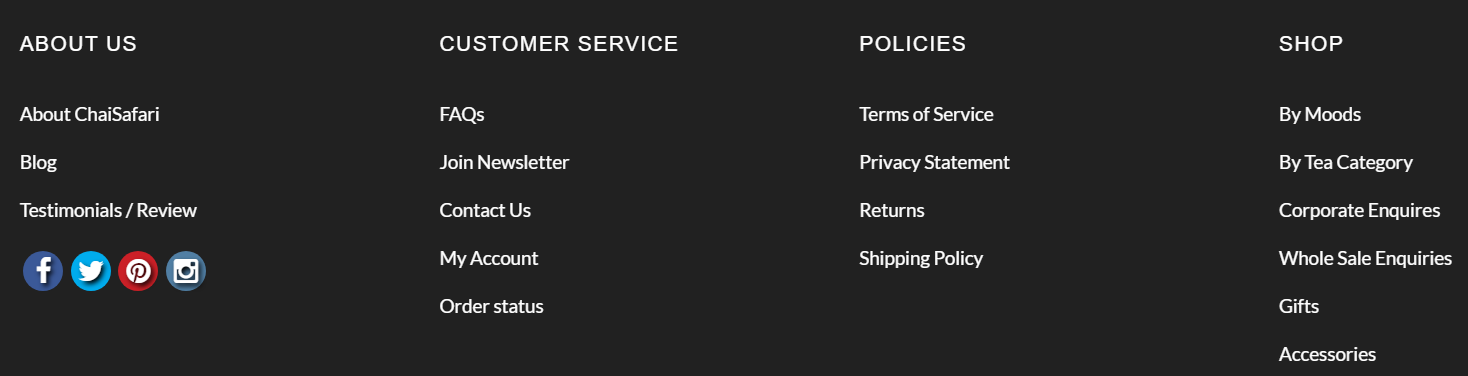 ABOUT US
About ChaiSafari
Blog
Testimonials / Review
CUSTOMER SERVICE
FAQs
Join Newsletter
Contact Us
My Account
Order status
POLICIES
Terms of Service
Privacy Statement
Returns
Shipping Policy
SHOP
By Moods
By Tea Category
Corporate Enquires
Whole Sale Enquiries
Gifts
Accessories